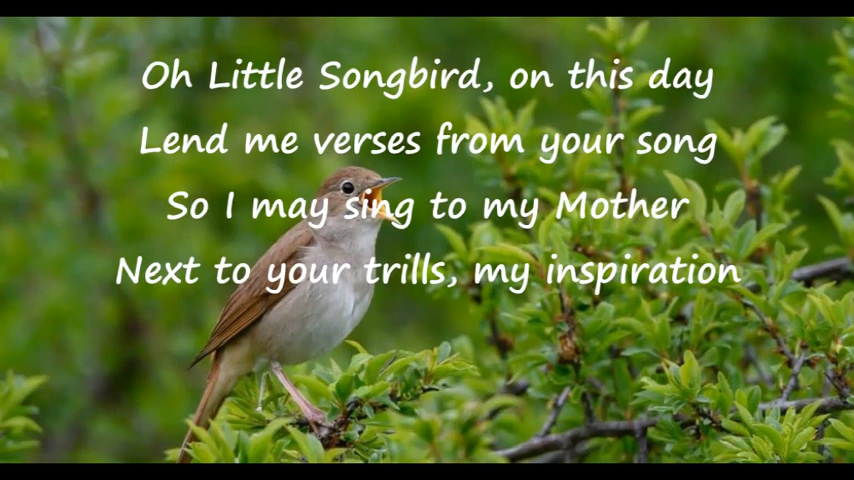 Oh Little Songbird, on this day
Lend me verses from your song
So I may sing to my Mother
Next to your trills, my inspiration